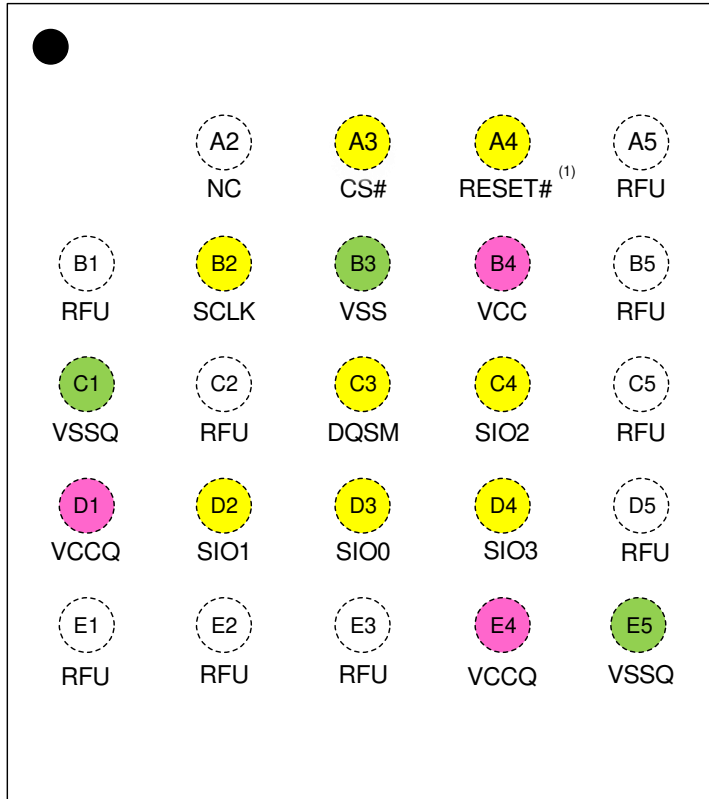 A2 A3 A4 A5
NC CS# RESET# (1) RFU
B1 B2 B3 B4 B5
RFU SCLK VSS VCC RFU
C1 C2 C3 C4 C5
VSSQ RFU DQSM SIO2 RFU
D1 D2 D3 D4 D5
VCCQ SIO1 SIO0 SIO3 RFU
E1 E2 E3 E4 E5
RFU RFU RFU VCCQ VSSQ